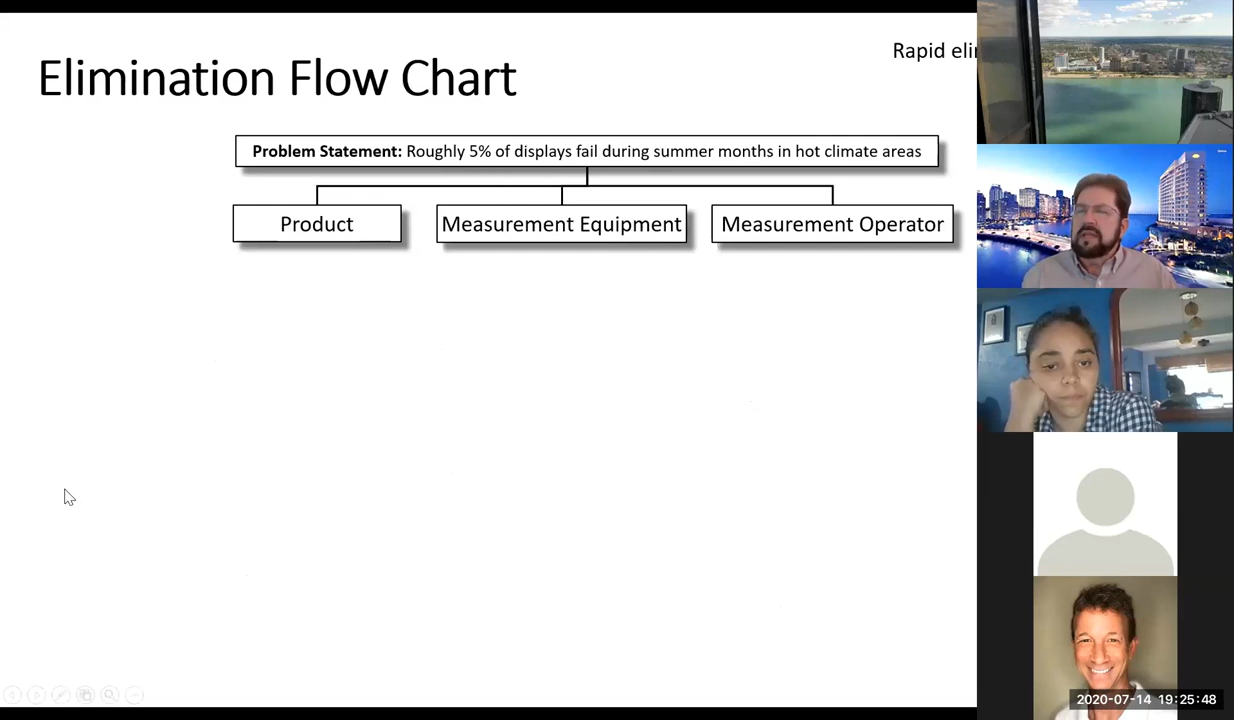 Rapid
Elimination Flow Chart
Problem Statement: Roughly 5% of displays fail during summer months in hot climate areas
Product
Measurement Equipment
Measurement Operator
2020-07-14 19:25:48